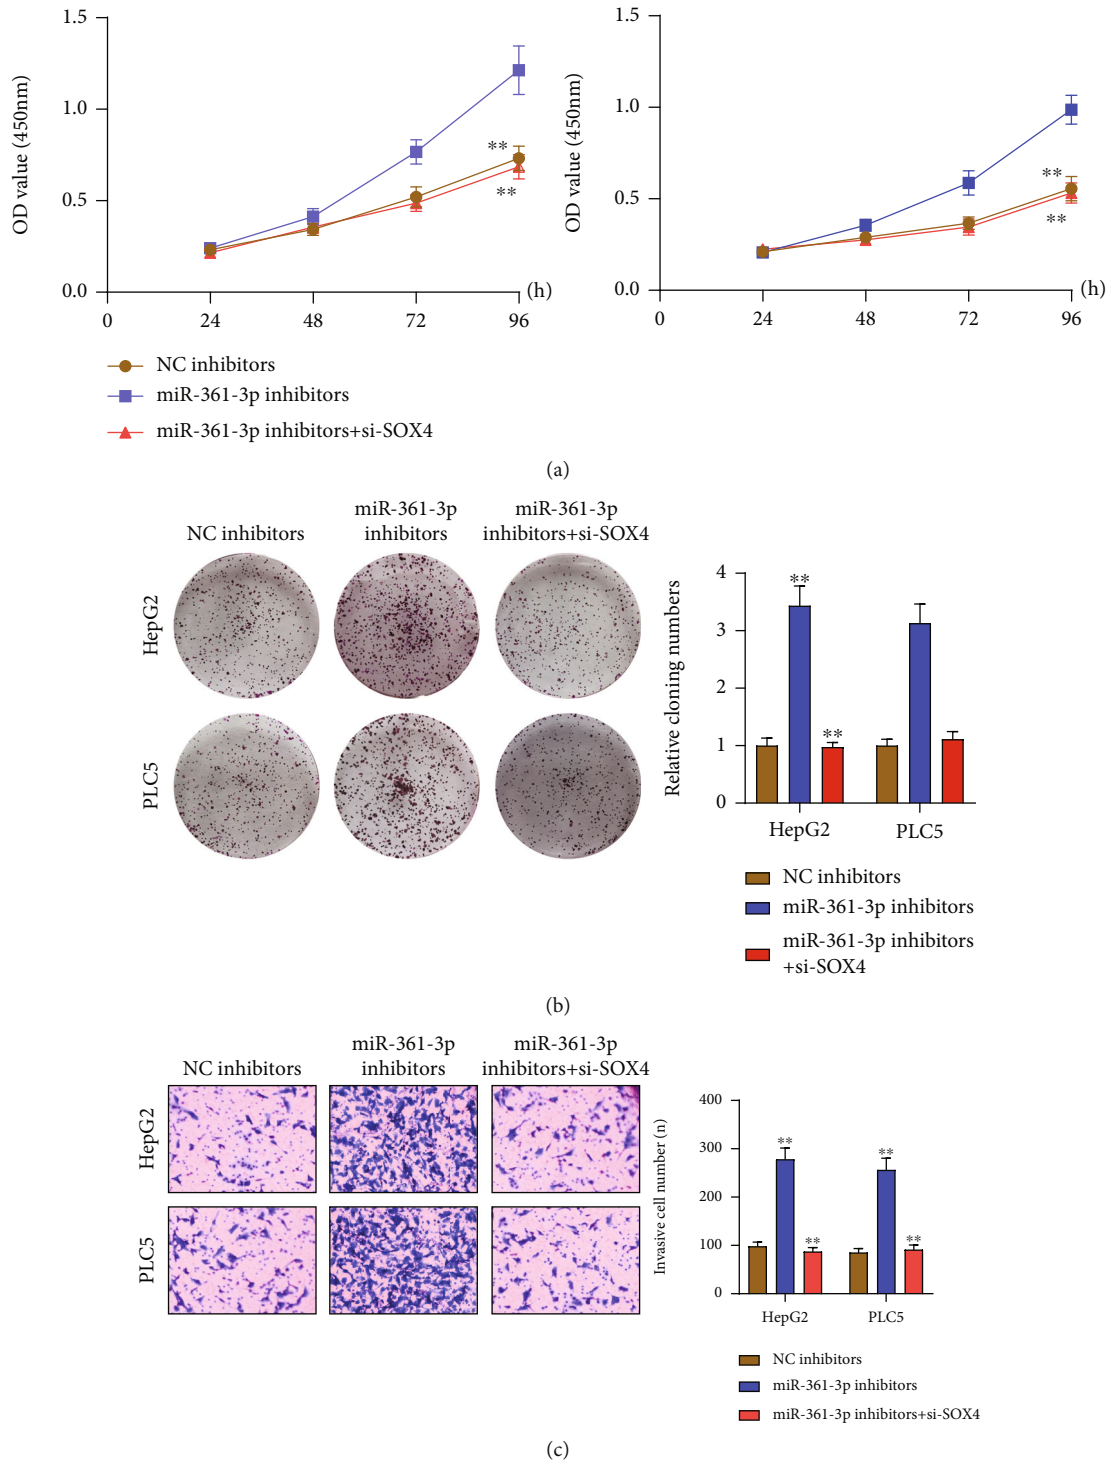 1.5
1.0
0.5
0.0
OD value (450nm)
0
24
48
72
96
(h)
**
**
1.5
1.0
0.5
0.0
OD value (450nm)
0
24
48
72
96
(h)
**
**
NC inhibitors
miR-361-3p inhibitors
miR-361-3p inhibitors+si-SOX4
(a)
NC inhibitors
miR-361-3p
inhibitors
miR-361-3p
inhibitors+si-SOX4
HepG2
PLC5
Relative cloning numbers
4
3
2
1
0
**
**
HepG2
PLC5
NC inhibitors
miR-361-3p inhibitors
miR-361-3p inhibitors
+si-SOX4
(b)
NC inhibitors
miR-361-3p
inhibitors
miR-361-3p
inhibitors+si-SOX4
HepG2
PLC5
Invasive cell number (n)
400
300
200
100
0
**
**
**
**
HepG2
PLC5
NC inhibitors
miR-361-3p inhibitors
miR-361-3p inhibitors+si-SOX4
(c)